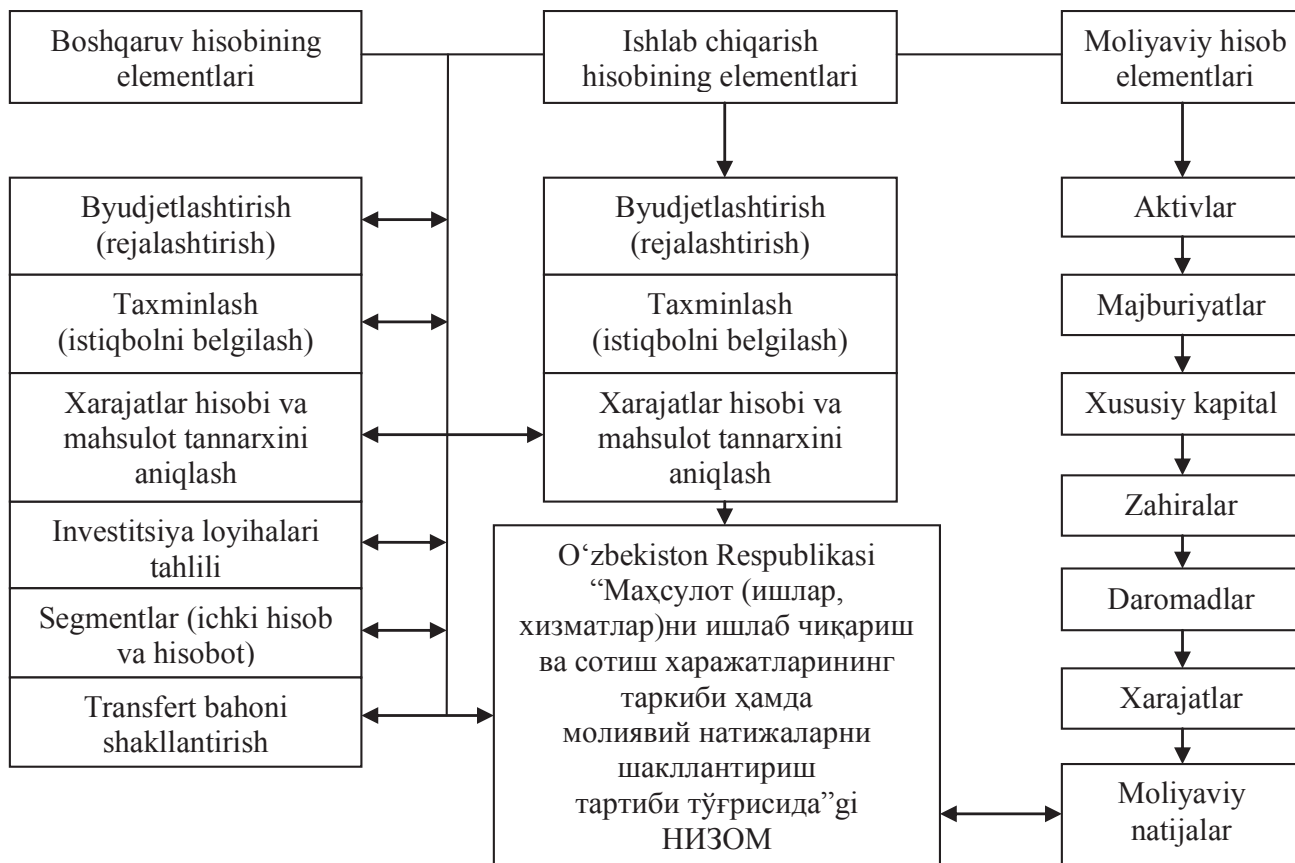 Boshqaruv hisobining
elementlari
Ishlab chiqarish
hisobining elementlari
Moliyaviy hisob
elementlari
Byudjetlashtirish
(rejalashtirish)
Taxminlash
(istiqbolni belgilash)
Xarajatlar hisobi va
mahsulot tannarxini
aniqlash
Investitsiya loyihalari
tahlili
Segmentlar (ichki hisob
va hisobot)
Transfert bahoni
shakllantirish
Byudjetlashtirish
(rejalashtirish)
Taxminlash
(istiqbolni belgilash)
Xarajatlar hisobi va
mahsulot tannarxini
aniqlash
O‘zbekiston Respublikasi
“Маҳсулот (ишлар,
хизматлар)ни ишлаб чиқариш
ва сотиш харажатларининг
таркиби ҳамда
молиявий натижаларни
шакллантириш
тартиби тўғрисида”gi
НИЗОМ
Aktivlar
Majburiyatlar
Xususiy kapital
Zahiralar
Daromadlar
Xarajatlar
Moliyaviy
natijalar